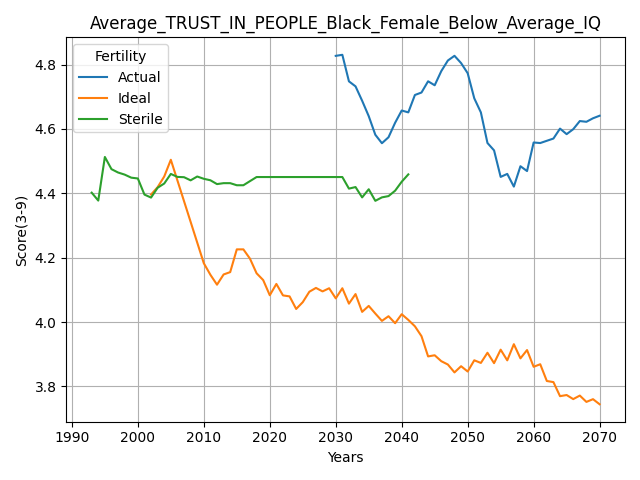 Average_TRUST_IN_PEOPLE_Black_Female_Below_Average_IQ
Fertility
Actual
Ideal
Sterile
Score(3-9)
4.8
4.6
4.4
4.2
4.0
3.8
1990 2000 2010 2020 2030 2040 2050 2060 2070
Years